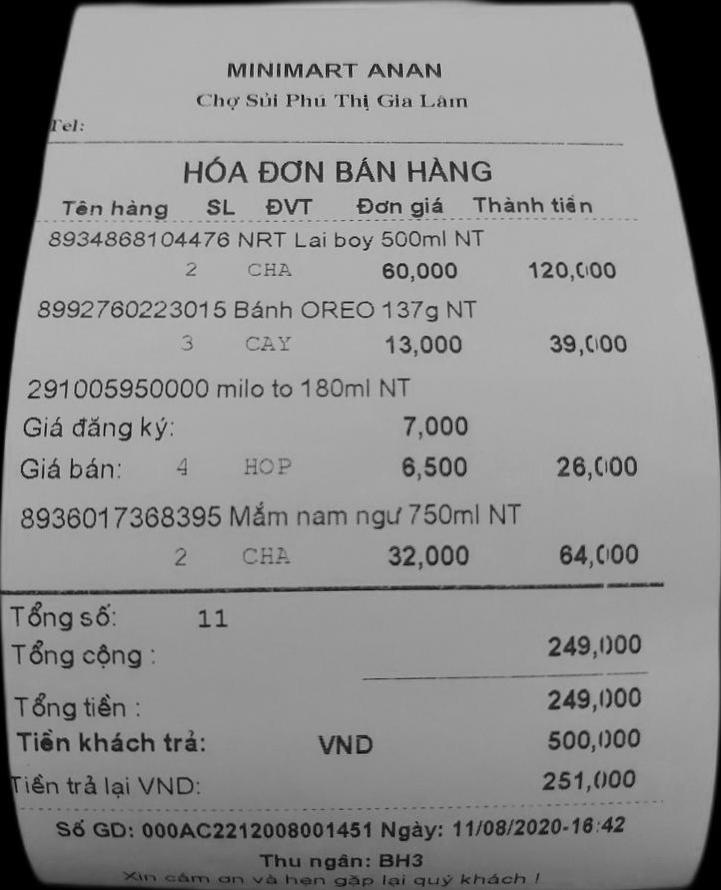 MINIMART ANAN
Chợ Sủi Phú Thị Gia Lâm
Tel:
HÓA ĐƠN BÁN HÀNG
Tên hàng SL ĐVT Đơn giá Thành tiền
8934868104476 NRT Lai boy 500ml NT
2 CHA 60,000 120,000
8992760223015 Bánh OREO 137g NT
3 CAY 13,000 39,000
291005950000 milo to 180ml NT
Giá đăng ký: 7,000
Giá bán: 4 HOP 6,500 26,000
8936017368395 Mắm nam ngư 750ml NT
2 CHA 32,000 64,000
Tổng số: 11
Tổng cộng : 249,000
Tổng tiền : 249,000
Tiền khách trả: VND 500,000
Tiền trả lại VND: 251,000
Số GD: 000AC2212008001451 Ngày: 11/08/2020-16:42
Thu ngân: BH3
Xin cám ơn và hẹn gặp lại quý khách !